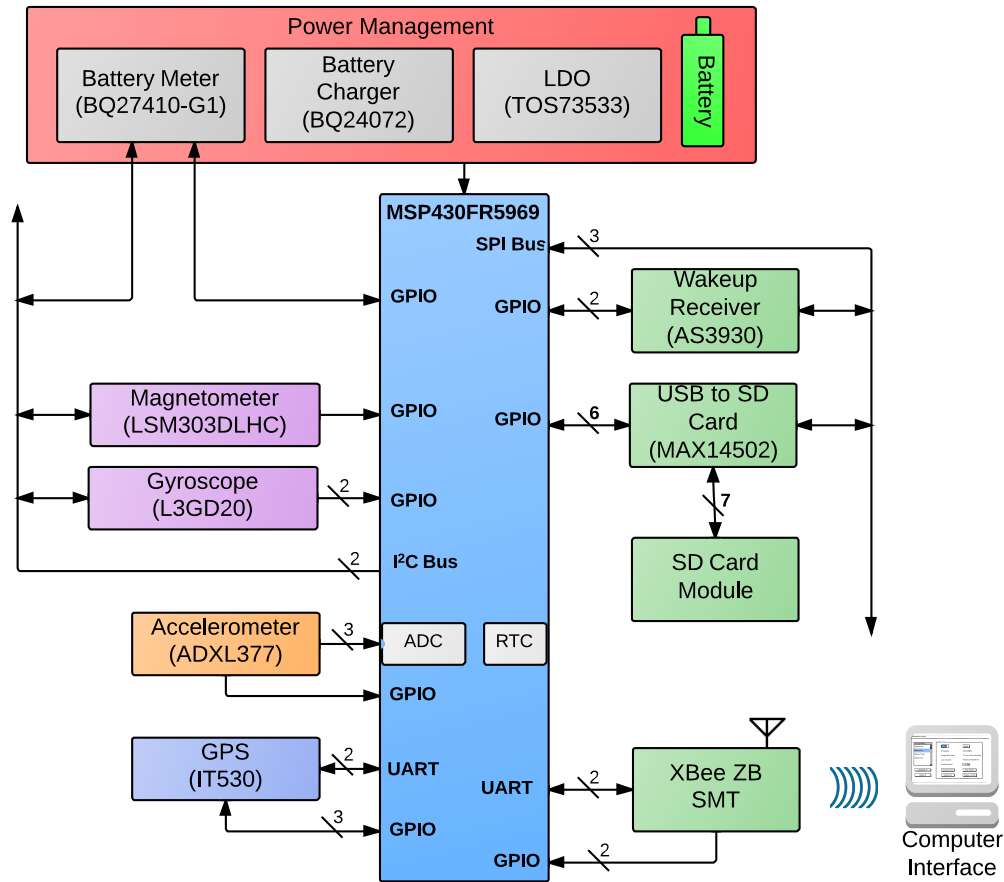 Power Management
Battery Meter
(BQ27410-G1)
Battery
Charger
(BQ24072)
LDO
(TOS73533)
Battery
MSP430FR5969
SPI Bus
3
GPIO
GPIO
2
Wakeup
Receiver
(AS3930)
Magnetometer
(LSM303DLHC)
GPIO
GPIO
6
USB to SD
Card
(MAX14502)
Gyroscope
(L3GD20)
2
GPIO
7
I²C Bus
2
SD Card
Module
Accelerometer
(ADXL377)
3
ADC
RTC
GPIO
GPS
(IT530)
2
UART
3
GPIO
UART
2
XBee ZB
SMT
GPIO
2
Computer
Interface